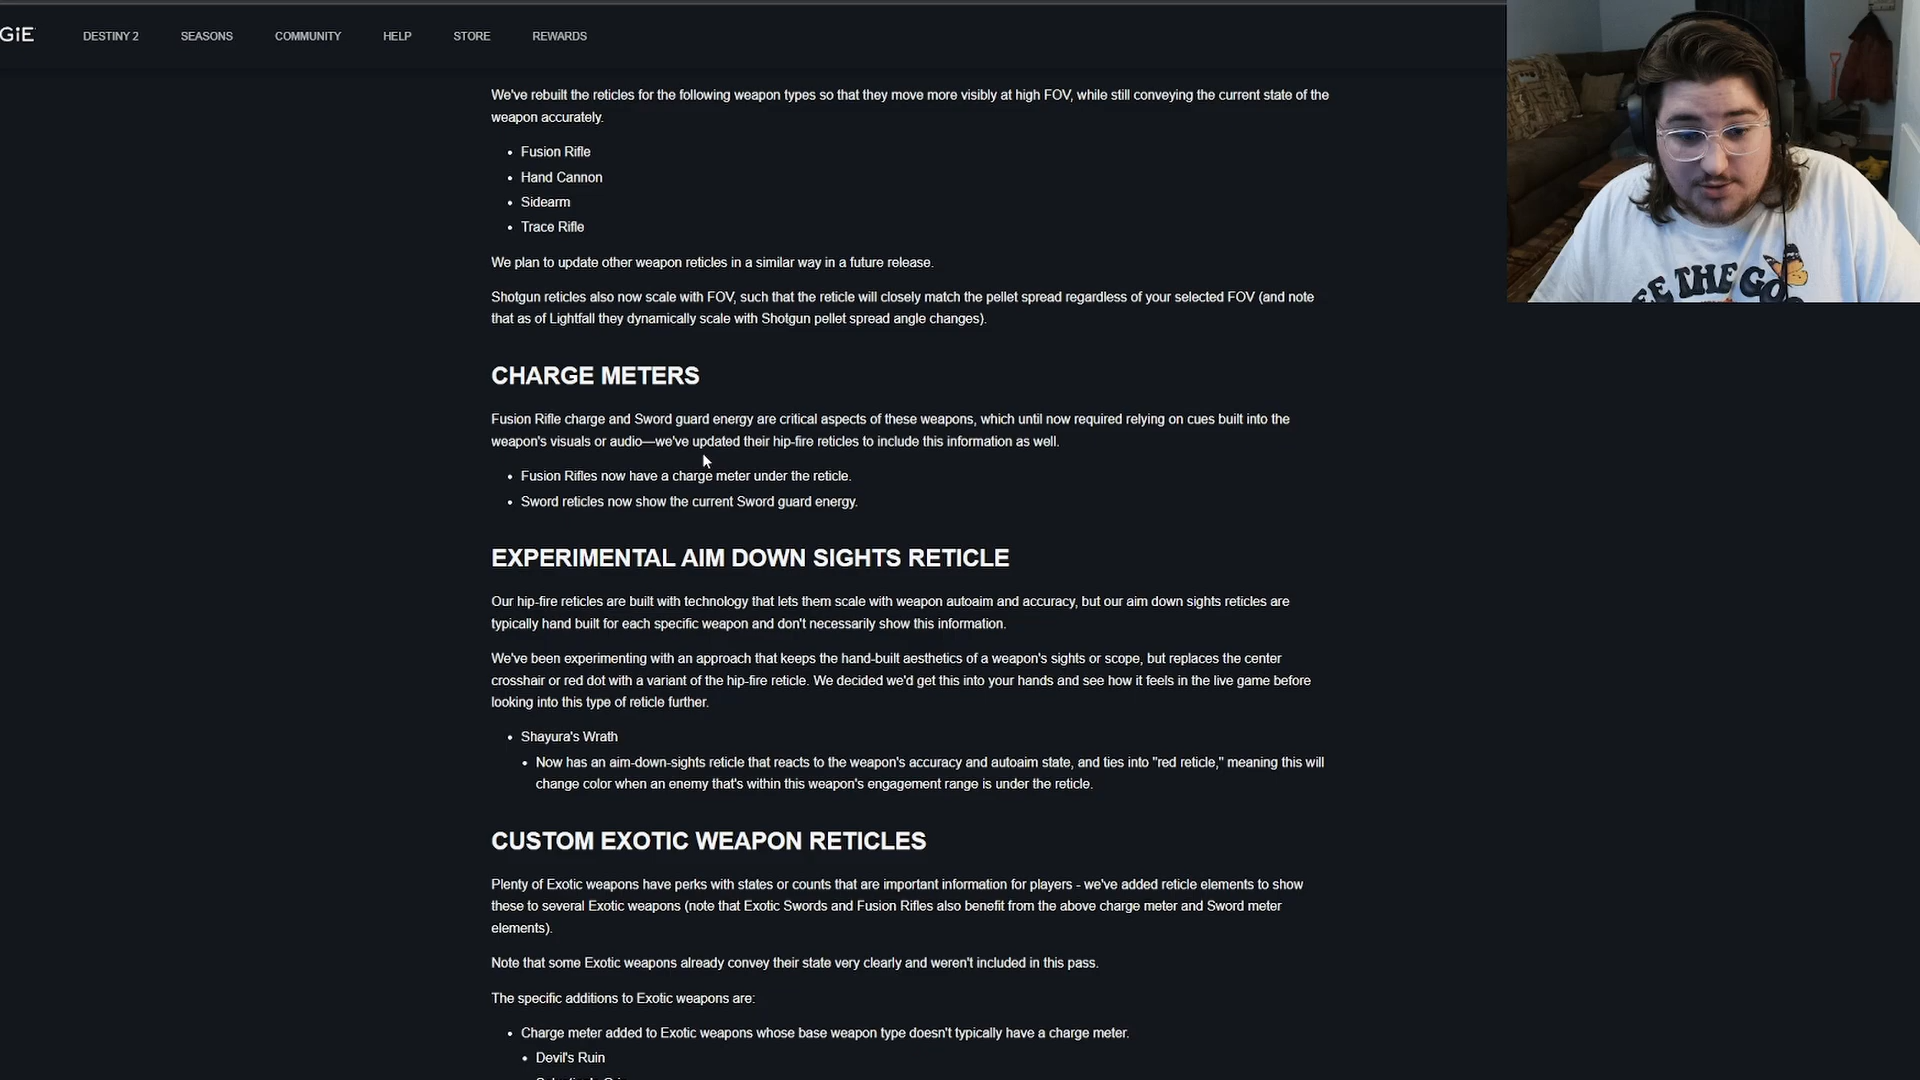 GiE
DESTINY 2
SEASONS
COMMUNITY
HELP
STORE
REWARDS
We've rebuilt the reticles for the following weapon types so that they move more visibly at high FOV, while still conveying the current state of the
weapon accurately.
• Fusion Rifle
• Hand Cannon
• Sidearm
• Trace Rifle
We plan to update other weapon reticles in a similar way in a future release.
Shotgun reticles also now scale with FOV, such that the reticle will closely match the pellet spread regardless of your selected FOV (and note
that as of Lightfall they dynamically scale with Shotgun pellet spread angle changes).
CHARGE METERS
Fusion Rifle charge and Sword guard energy are critical aspects of these weapons, which until now required relying on cues built into the
weapon's visuals or audio—we've updated their hip-fire reticles to include this information as well.
• Fusion Rifles now have a charge meter under the reticle.
• Sword reticles now show the current Sword guard energy.
EXPERIMENTAL AIM DOWN SIGHTS RETICLE
Our hip-fire reticles are built with technology that lets them scale with weapon autoaim and accuracy, but our aim down sights reticles are
typically hand built for each specific weapon and don't necessarily show this information.
We've been experimenting with an approach that keeps the hand-built aesthetics of a weapon's sights or scope, but replaces the center
crosshair or red dot with a variant of the hip-fire reticle. We decided we'd get this into your hands and see how it feels in the live game before
looking into this type of reticle further.
• Shayura's Wrath
• Now has an aim-down-sights reticle that reacts to the weapon's accuracy and autoaim state, and ties into "red reticle," meaning this will
change color when an enemy that's within this weapon's engagement range is under the reticle.
CUSTOM EXOTIC WEAPON RETICLES
Plenty of Exotic weapons have perks with states or counts that are important information for players - we've added reticle elements to show
these to several Exotic weapons (note that Exotic Swords and Fusion Rifles also benefit from the above charge meter and Sword meter
elements).
Note that some Exotic weapons already convey their state very clearly and weren't included in this pass.
The specific additions to Exotic weapons are:
• Charge meter added to Exotic weapons whose base weapon type doesn't typically have a charge meter.
• Devil's Ruin
THE